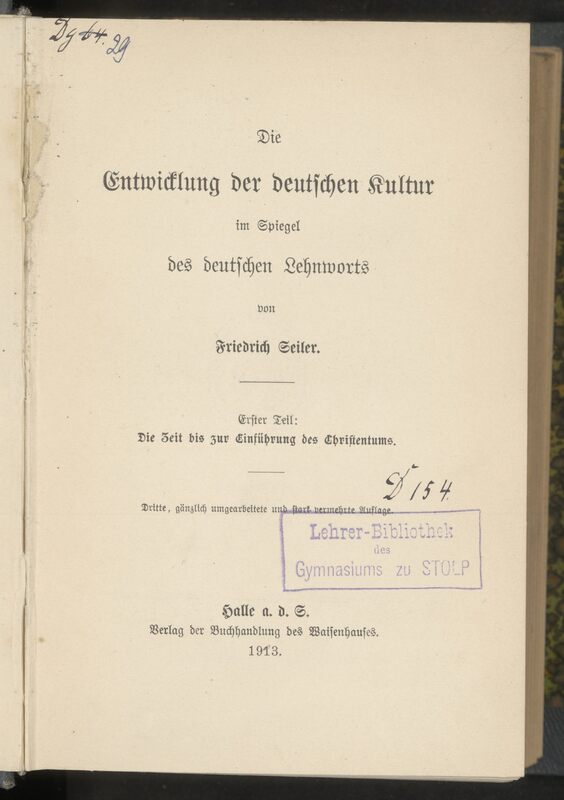 Dg 64. 29
Die
Entwicklung der deutschen Kultur
im Spiegel
des deutschen Lehnworts
von
Friedrich Seiler.
Erster Teil:
Die Zeit bis zur Einführung des Christentums.
D 154
Dritte, gänzlich umgearbeitete und stark vermehrte Auflage.
Lehrer-Bibliothek
des
Gymnasiums zu STOLP
Halle a. d. S.
Verlag der Buchhandlung des Waisenhauses.
1913.